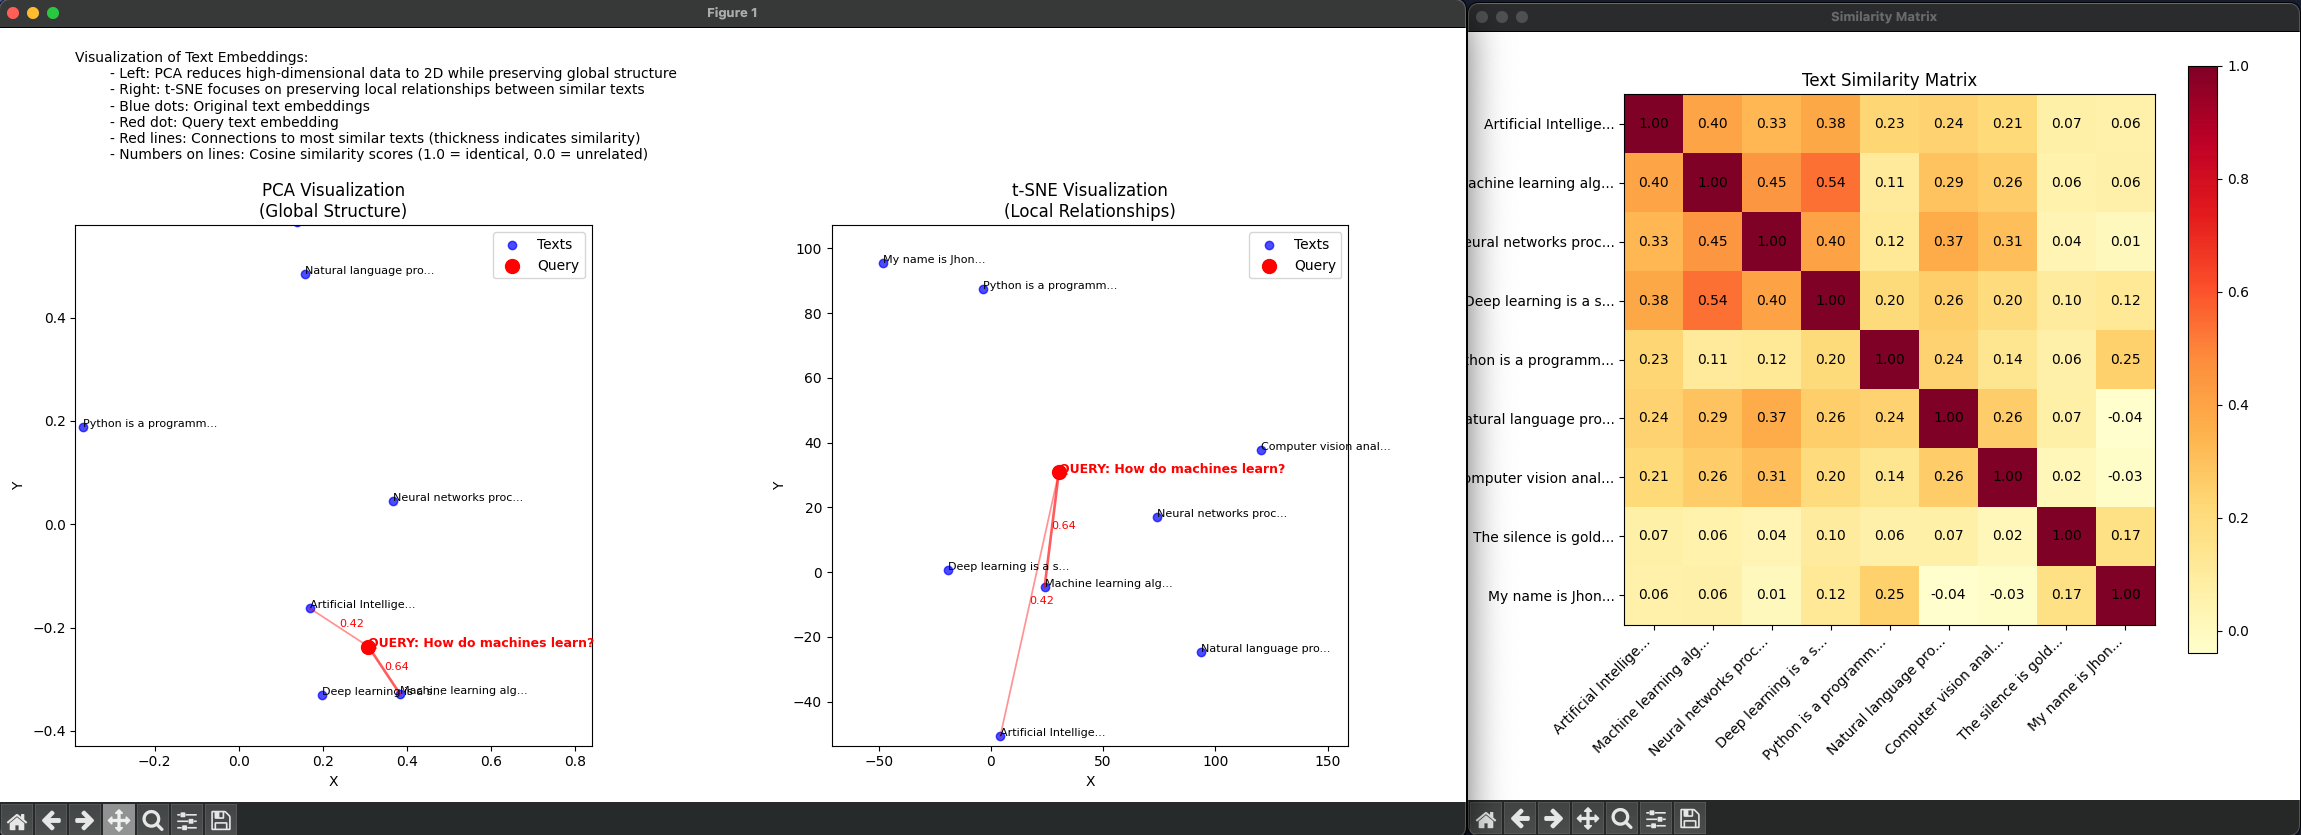 Figure 1
Visualization of Text Embeddings:
- Left: PCA reduces high-dimensional data to 2D while preserving global structure
- Right: t-SNE focuses on preserving local relationships between similar texts
- Blue dots: Original text embeddings
- Red dot: Query text embedding
- Red lines: Connections to most similar texts (thickness indicates similarity)
- Numbers on lines: Cosine similarity scores (1.0 = identical, 0.0 = unrelated)
PCA Visualization
(Global Structure)
Texts
Query
Natural language pro...
Python is a programm...
Neural networks proc...
Artificial Intellige...
0.42
QUERY: How do machines learn?
0.64
Deep learning is a s...
Machine learning alg...
0.4
0.2
0.0
−0.2
−0.4
Y
−0.2 0.0 0.2 0.4 0.6 0.8
X
t-SNE Visualization
(Local Relationships)
Texts
Query
My name is Jhon...
Python is a programm...
Computer vision anal...
QUERY: How do machines learn?
Neural networks proc...
0.64
Deep learning is a s...
Machine learning alg...
0.42
Natural language pro...
Artificial Intellige...
100
80
60
40
20
0
−20
−40
Y
−50 0 50 100 150
X
Similarity Matrix
Text Similarity Matrix
Artificial Intellige... 1.00 0.40 0.33 0.38 0.23 0.24 0.21 0.07 0.06
achine learning alg... 0.40 1.00 0.45 0.54 0.11 0.29 0.26 0.06 0.06
eural networks proc... 0.33 0.45 1.00 0.40 0.12 0.37 0.31 0.04 0.01
Deep learning is a s... 0.38 0.54 0.40 1.00 0.20 0.26 0.20 0.10 0.12
thon is a programm... 0.23 0.11 0.12 0.20 1.00 0.24 0.14 0.06 0.25
atural language pro... 0.24 0.29 0.37 0.26 0.24 1.00 0.26 0.07 -0.04
omputer vision anal... 0.21 0.26 0.31 0.20 0.14 0.26 1.00 0.02 -0.03
The silence is gold... 0.07 0.06 0.04 0.10 0.06 0.07 0.02 1.00 0.17
My name is Jhon... 0.06 0.06 0.01 0.12 0.25 -0.04 -0.03 0.17 1.00
Artificial Intellige...
Machine learning alg...
Neural networks proc...
Deep learning is a s...
Python is a programm...
Natural language pro...
Computer vision anal...
The silence is gold...
My name is Jhon...
1.0
0.8
0.6
0.4
0.2
0.0